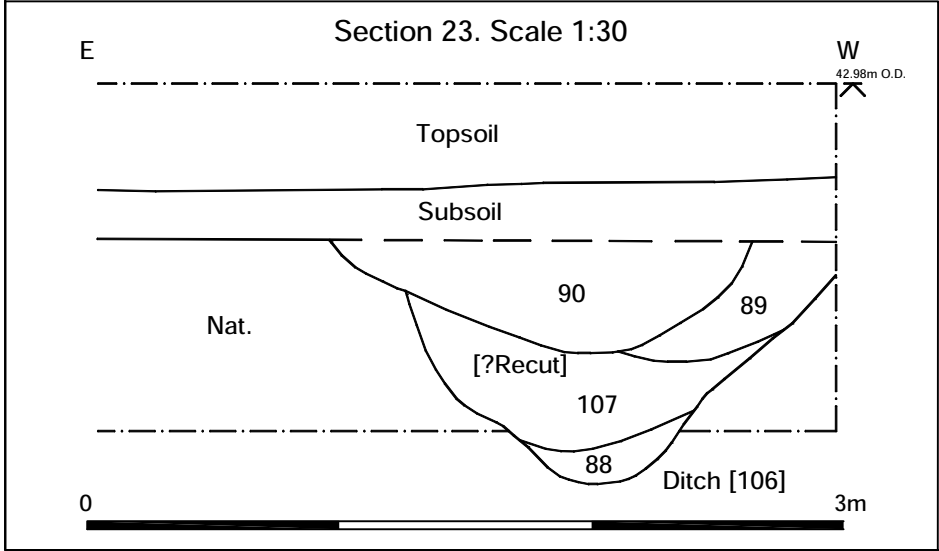 Section 23. Scale 1:30
E
W
42.98m O.D.
Topsoil
Subsoil
90
89
Nat.
[?Recut]
107
88
Ditch [106]
0
3m